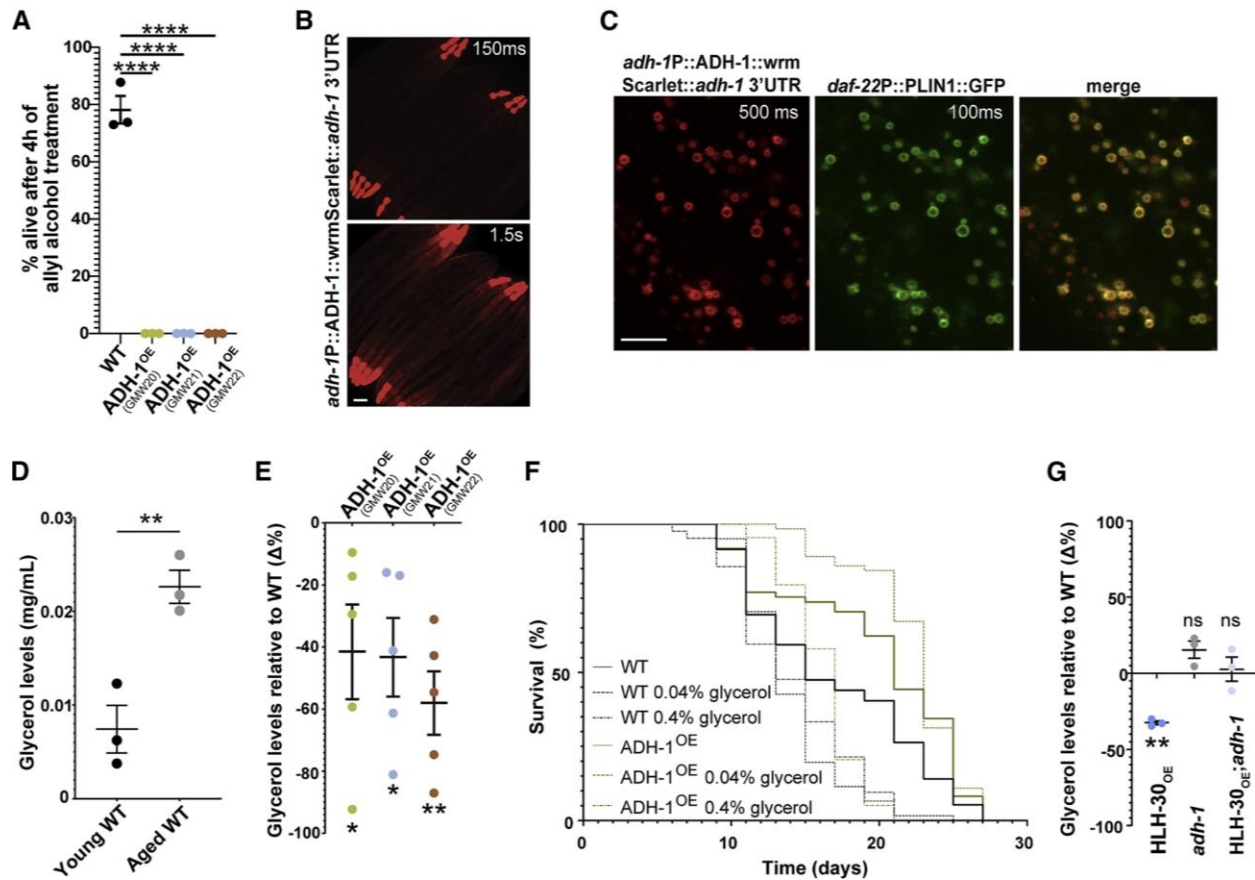 A
% alive after 4h of
allyl alcohol treatment
100
80
60
40
20
0
****
****
****
WT
ADH-1OE
(GMW20)
ADH-1OE
(GMW21)
ADH-1OE
(GMW22)
B
adh-1P::ADH-1::wrmScarlet::adh-1 3'UTR
150ms
1.5s
C
adh-1P::ADH-1::wrm
Scarlet::adh-1 3'UTR
daf-22P::PLIN1::GFP
merge
500 ms
100ms
D
Glycerol levels (mg/mL)
0.03
0.02
0.01
0
**
Young WT
Aged WT
E
ADH-1OE
(GMW20)
ADH-1OE
(GMW21)
ADH-1OE
(GMW22)
Glycerol levels relative to WT (Δ%)
0
-20
-40
-60
-80
-100
*
*
**
F
Survival (%)
100
50
0
WT
WT 0.04% glycerol
WT 0.4% glycerol
ADH-1OE
ADH-1OE 0.04% glycerol
ADH-1OE 0.4% glycerol
0
10
20
30
Time (days)
G
Glycerol levels relative to WT (Δ%)
100
50
0
-50
-100
**
ns
ns
HLH-30OE
adh-1
HLH-30OE;adh-1